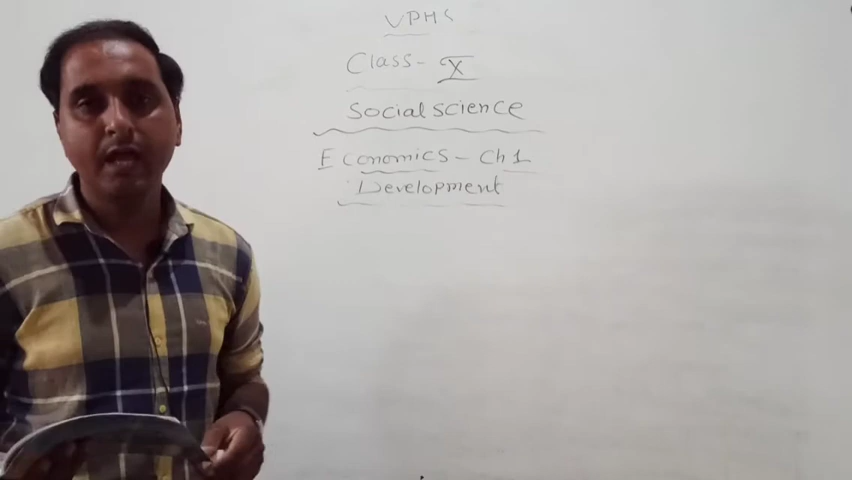 VPHS
Class- X
Social science
Economics - Ch 1
Development